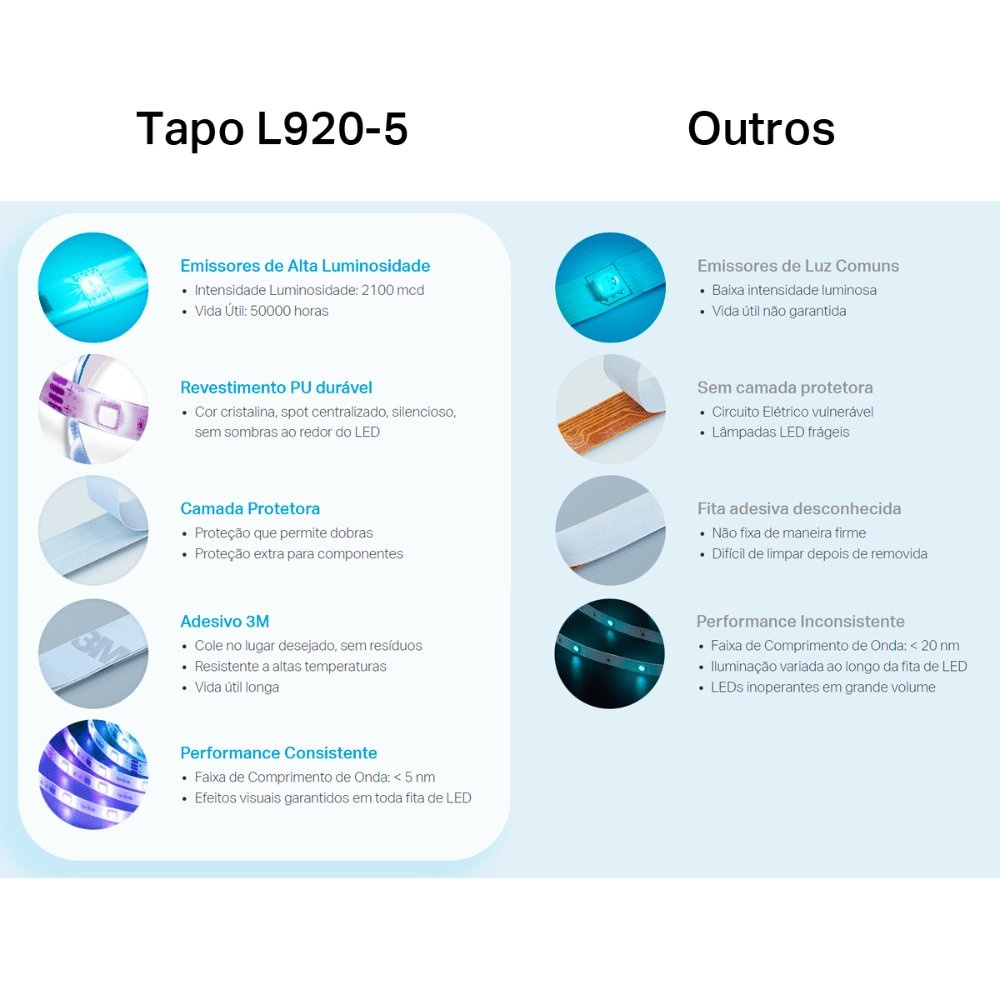 Tapo L920-5
Emissores de Alta Luminosidade
• Intensidade Luminosidade: 2100 mcd
• Vida Útil: 50000 horas
Revestimento PU durável
• Cor cristalina, spot centralizado, silencioso,
sem sombras ao redor do LED
Camada Protetora
• Proteção que permite dobras
• Proteção extra para componentes
3M
Adesivo 3M
• Cole no lugar desejado, sem resíduos
• Resistente a altas temperaturas
• Vida útil longa
tp-link
Performance Consistente
• Faixa de Comprimento de Onda: < 5 nm
• Efeitos visuais garantidos em toda fita de LED
Outros
Emissores de Luz Comuns
• Baixa intensidade luminosa
• Vida útil não garantida
Sem camada protetora
• Circuito Elétrico vulnerável
• Lâmpadas LED frágeis
Fita adesiva desconhecida
• Não fixa de maneira firme
• Difícil de limpar depois de removida
Performance Inconsistente
• Faixa de Comprimento de Onda: < 20 nm
• Iluminação variada ao longo da fita de LED
• LEDs inoperantes em grande volume